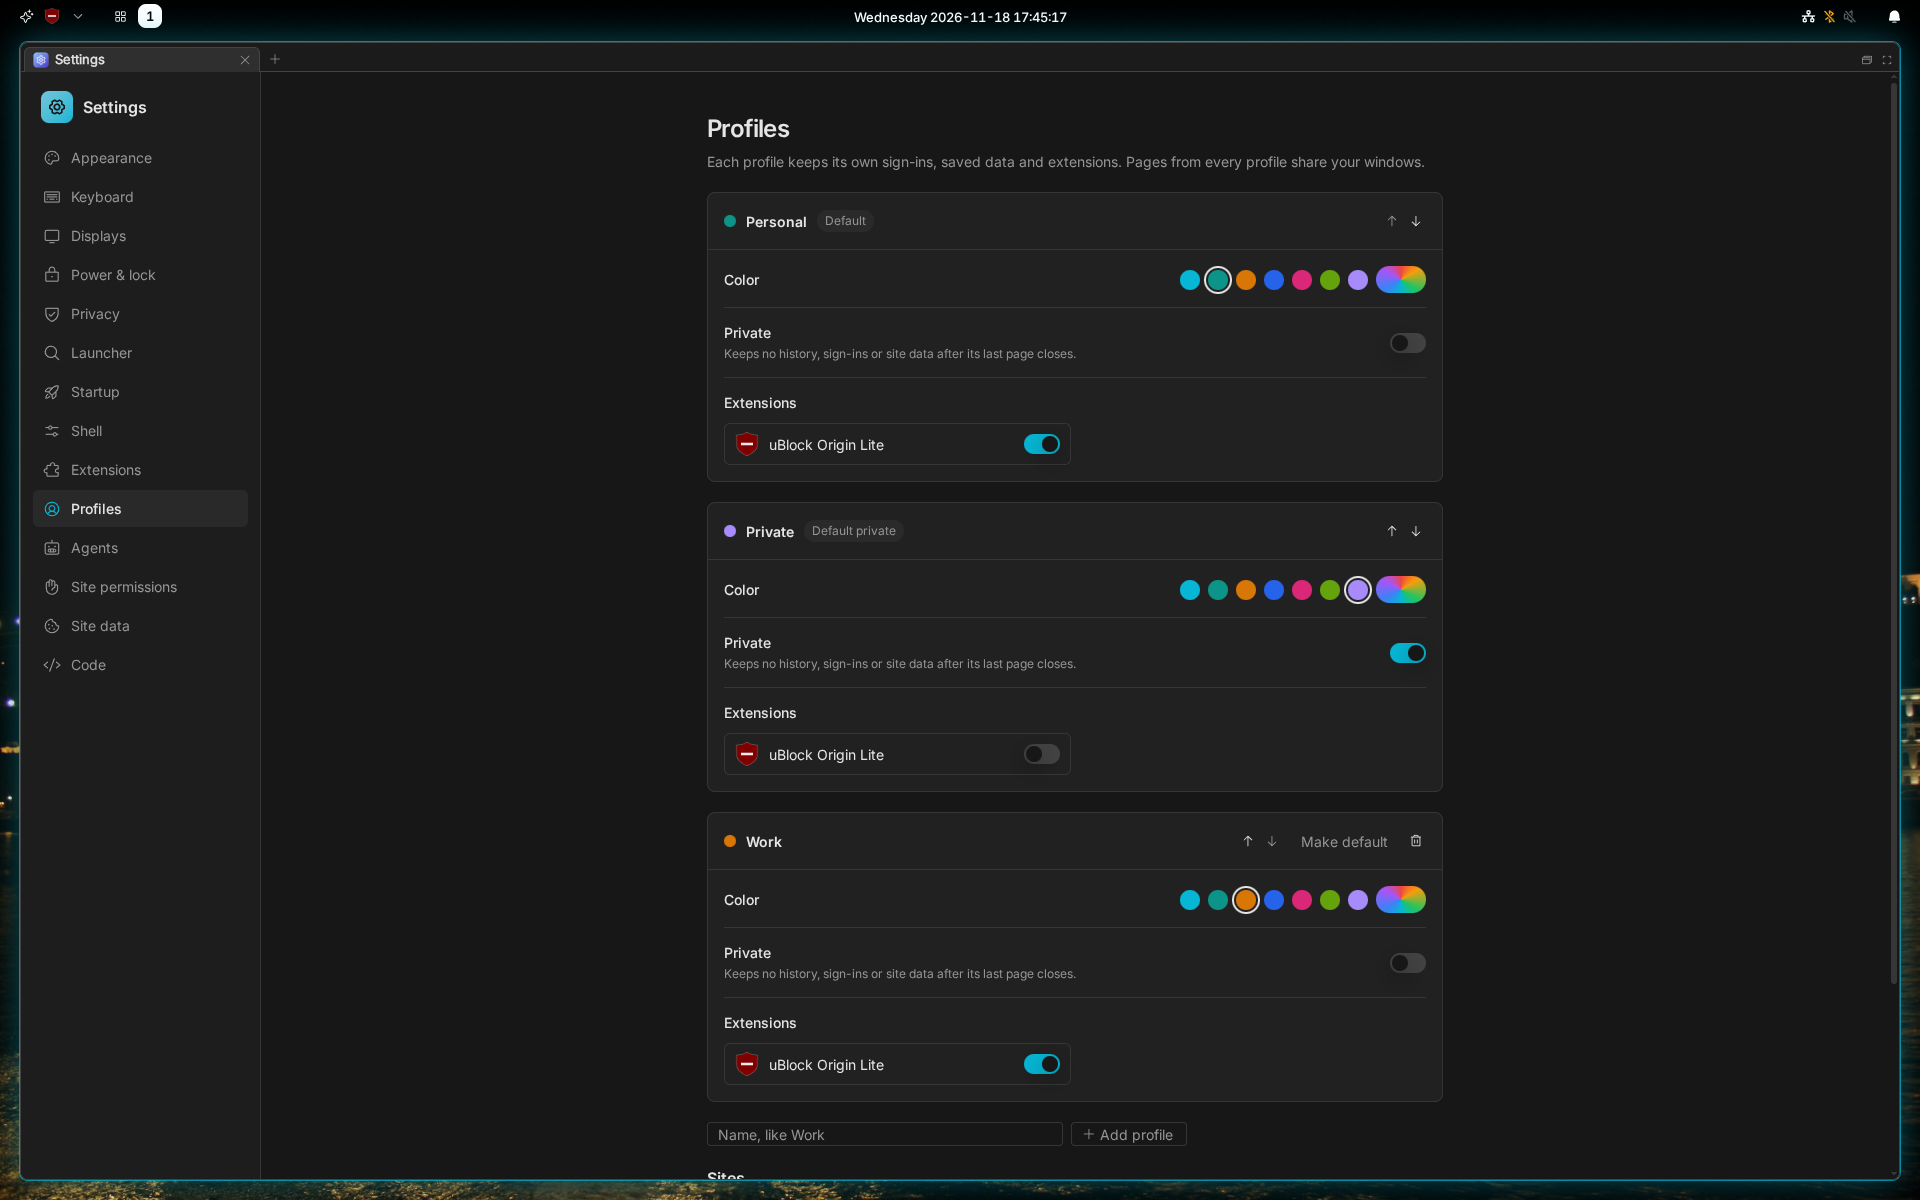 1
Wednesday 2026-11-18 17:45:17
Settings
Settings
Appearance
Keyboard
Displays
Power & lock
Privacy
Launcher
Startup
Shell
Extensions
Profiles
Agents
Site permissions
Site data
Code
Profiles
Each profile keeps its own sign-ins, saved data and extensions. Pages from every profile share your windows.
Personal Default
Color
Private
Keeps no history, sign-ins or site data after its last page closes.
Extensions
uBlock Origin Lite
Private Default private
Color
Private
Keeps no history, sign-ins or site data after its last page closes.
Extensions
uBlock Origin Lite
Work Make default
Color
Private
Keeps no history, sign-ins or site data after its last page closes.
Extensions
uBlock Origin Lite
Name, like Work + Add profile
Sites